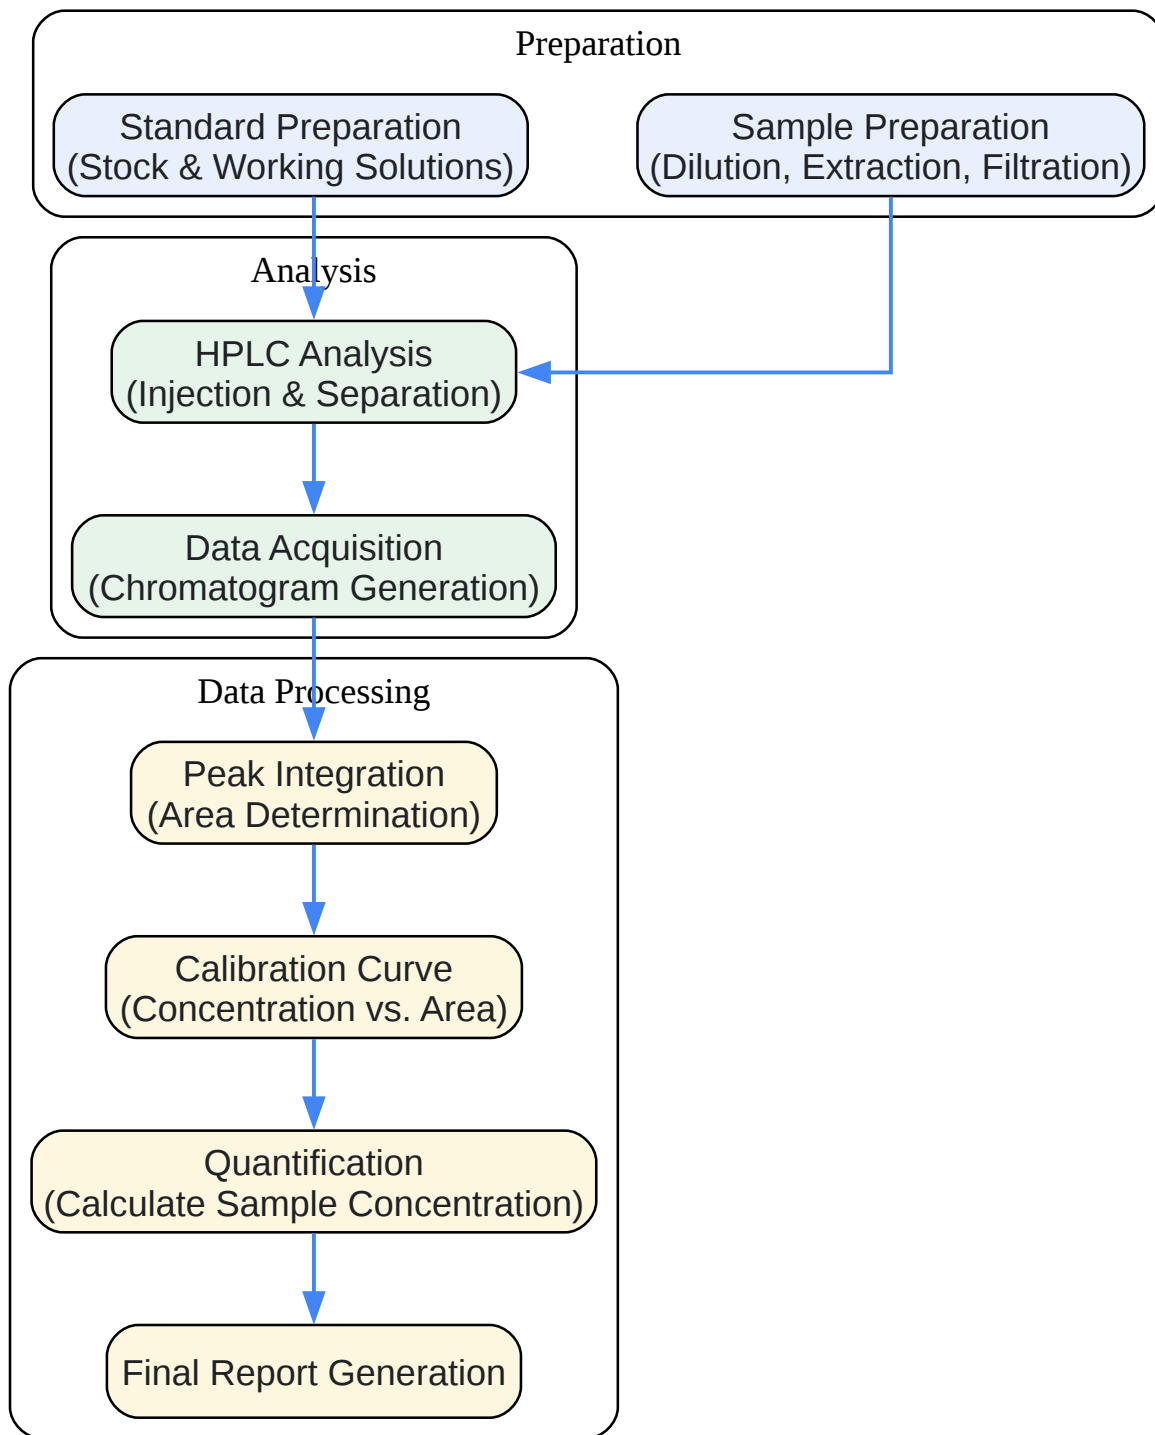 Preparation
Standard Preparation
(Stock & Working Solutions)
Sample Preparation
(Dilution, Extraction, Filtration)
Analysis
HPLC Analysis
(Injection & Separation)
Data Acquisition
(Chromatogram Generation)
Data Processing
Peak Integration
(Area Determination)
Calibration Curve
(Concentration vs. Area)
Quantification
(Calculate Sample Concentration)
Final Report Generation